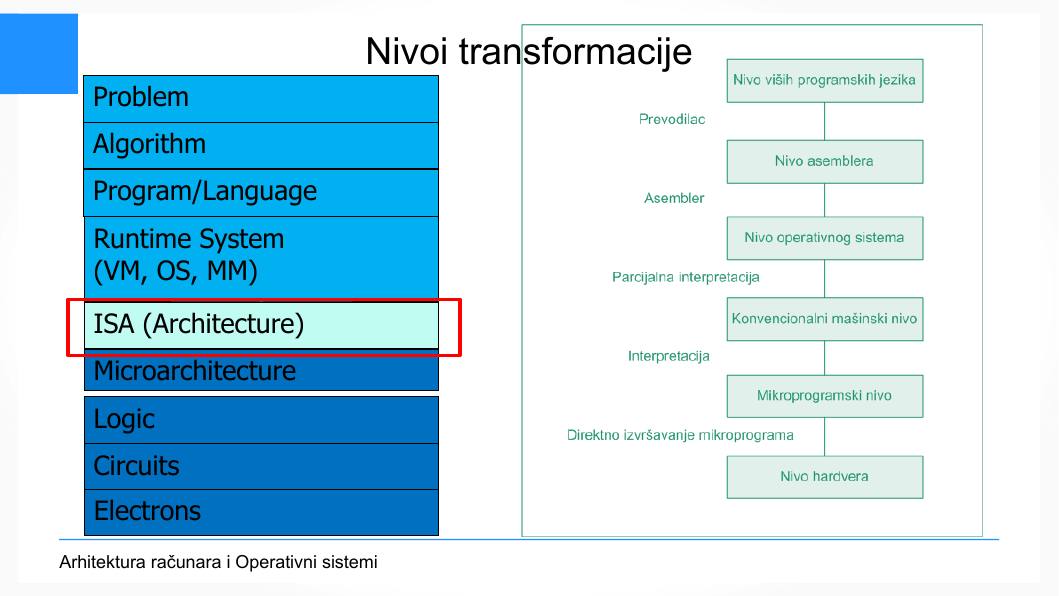 Nivoi transformacije
Problem
Algorithm
Program/Language
Runtime System
(VM, OS, MM)
ISA (Architecture)
Microarchitecture
Logic
Circuits
Electrons
Nivo viših programskih jezika
Prevodilac
Nivo asemblera
Asembler
Nivo operativnog sistema
Parcijalna interpretacija
Konvencionalni mašinski nivo
Interpretacija
Mikroprogramski nivo
Direktno izvršavanje mikroprograma
Nivo hardvera
Arhitektura računara i Operativni sistemi